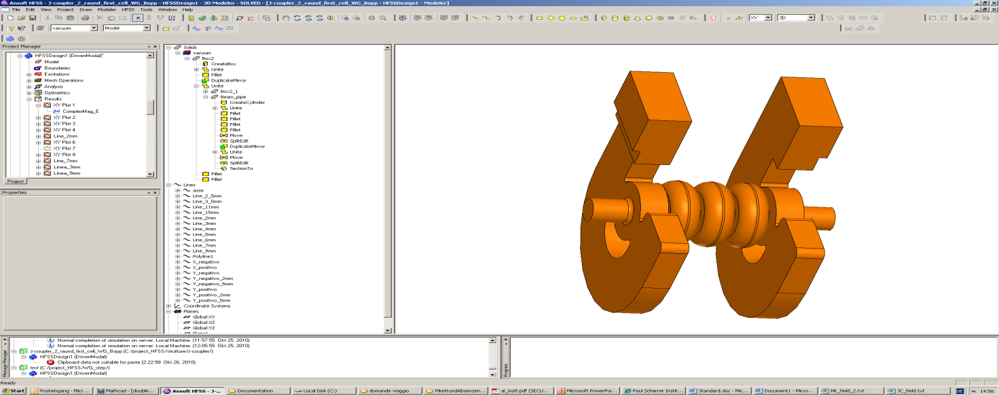 Ansoft HFSS - J-coupler_2_raund_first_cell_WG_Bopp - HFSSDesign1 - 3D Modeler - SOLVED - [J-coupler_2_raund_first_cell_WG_Bopp - HFSSDesign1 - Modeler]
File Edit View Project Draw Modeler HFSS Tools Window Help
XY 3D
vacuum Model
Project Manager
HFSSDesign1 (DrivenModal)*
Model
Boundaries
Excitations
Mesh Operations
Analysis
Optimetrics
Results
XY Plot 1
ComplexMag_E
XY Plot 2
XY Plot 3
XY Plot 4
Line_2mm
XY Plot 6
XY Plot 7
XY Plot 8
Line_7mm
Linea_3mm
Linea_9mm
Project
Properties
Solids
vacuum
Box2
CreateBox
Unite
Fillet
DuplicateMirror
Unite
Box2_1
Beam_pipe
CreateCylinder
Unite
Fillet
Fillet
Fillet
Fillet
Move
SplitEdit
DuplicateMirror
Unite
Move
SplitEdit
SectionTo
Fillet
Fillet
Lines
asse
Line_2_5mm
Line_3_5mm
Line_11mm
Line_15mm
Line_2mm
Line_3mm
Line_4mm
Line_5mm
Line_6mm
Line_7mm
Line_9mm
Polyline1
X_negativo
X_positivo
Y_negativo
Y_negativo_2mm
Y_negativo_5mm
Y_positivo
Y_positivo_2mm
Y_positivo_5mm
Coordinate Systems
Planes
Global:XY
Global:XZ
Global:YZ
Normal completion of simulation on server: Local Machine. (11:57:55 Okt 25, 2010)
Normal completion of simulation on server: Local Machine. (12:05:55 Okt 25, 2010)
J-coupler_2_raund_first_cell_WG_Bopp (C:/project_HFSS/strutture/J-coupler/)
HFSSDesign1 (DrivenModal)
Clipboard data not suitable for paste (2:22:58 Okt 26, 2010)
test (C:/project_HFSS/WG_step/)
HFSSDesign1 (DrivenModal)
Message Manager
Progress
Ready
Start
Posteingang - Micr...
Mathcad - [double...
Ansoft HFSS - J-...
Documentation
Local Disk (C:)
domande viaggio
PikettundAbsenzen...
ai_instl.pdf (SECU...
Microsoft PowerPoi...
Paul Scherrer Instit...
Standard.doc - Mic...
Document1 - Micro...
ML_field_2.txt
JC_field.txt
DE
14:56